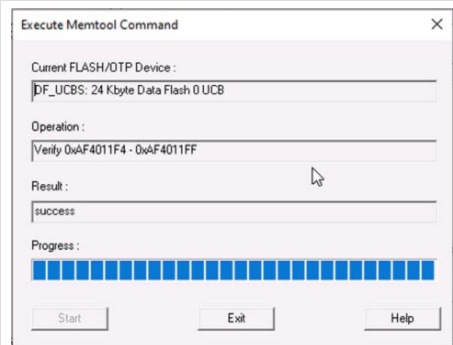 Execute Memtool Command
Current FLASH/OTP Device :
DF_UCBS: 24 Kbyte Data Flash 0 UCB
Operation :
Verify 0xAF4011F4 - 0xAF4011FF
Result :
success
Progress :
Start Exit Help